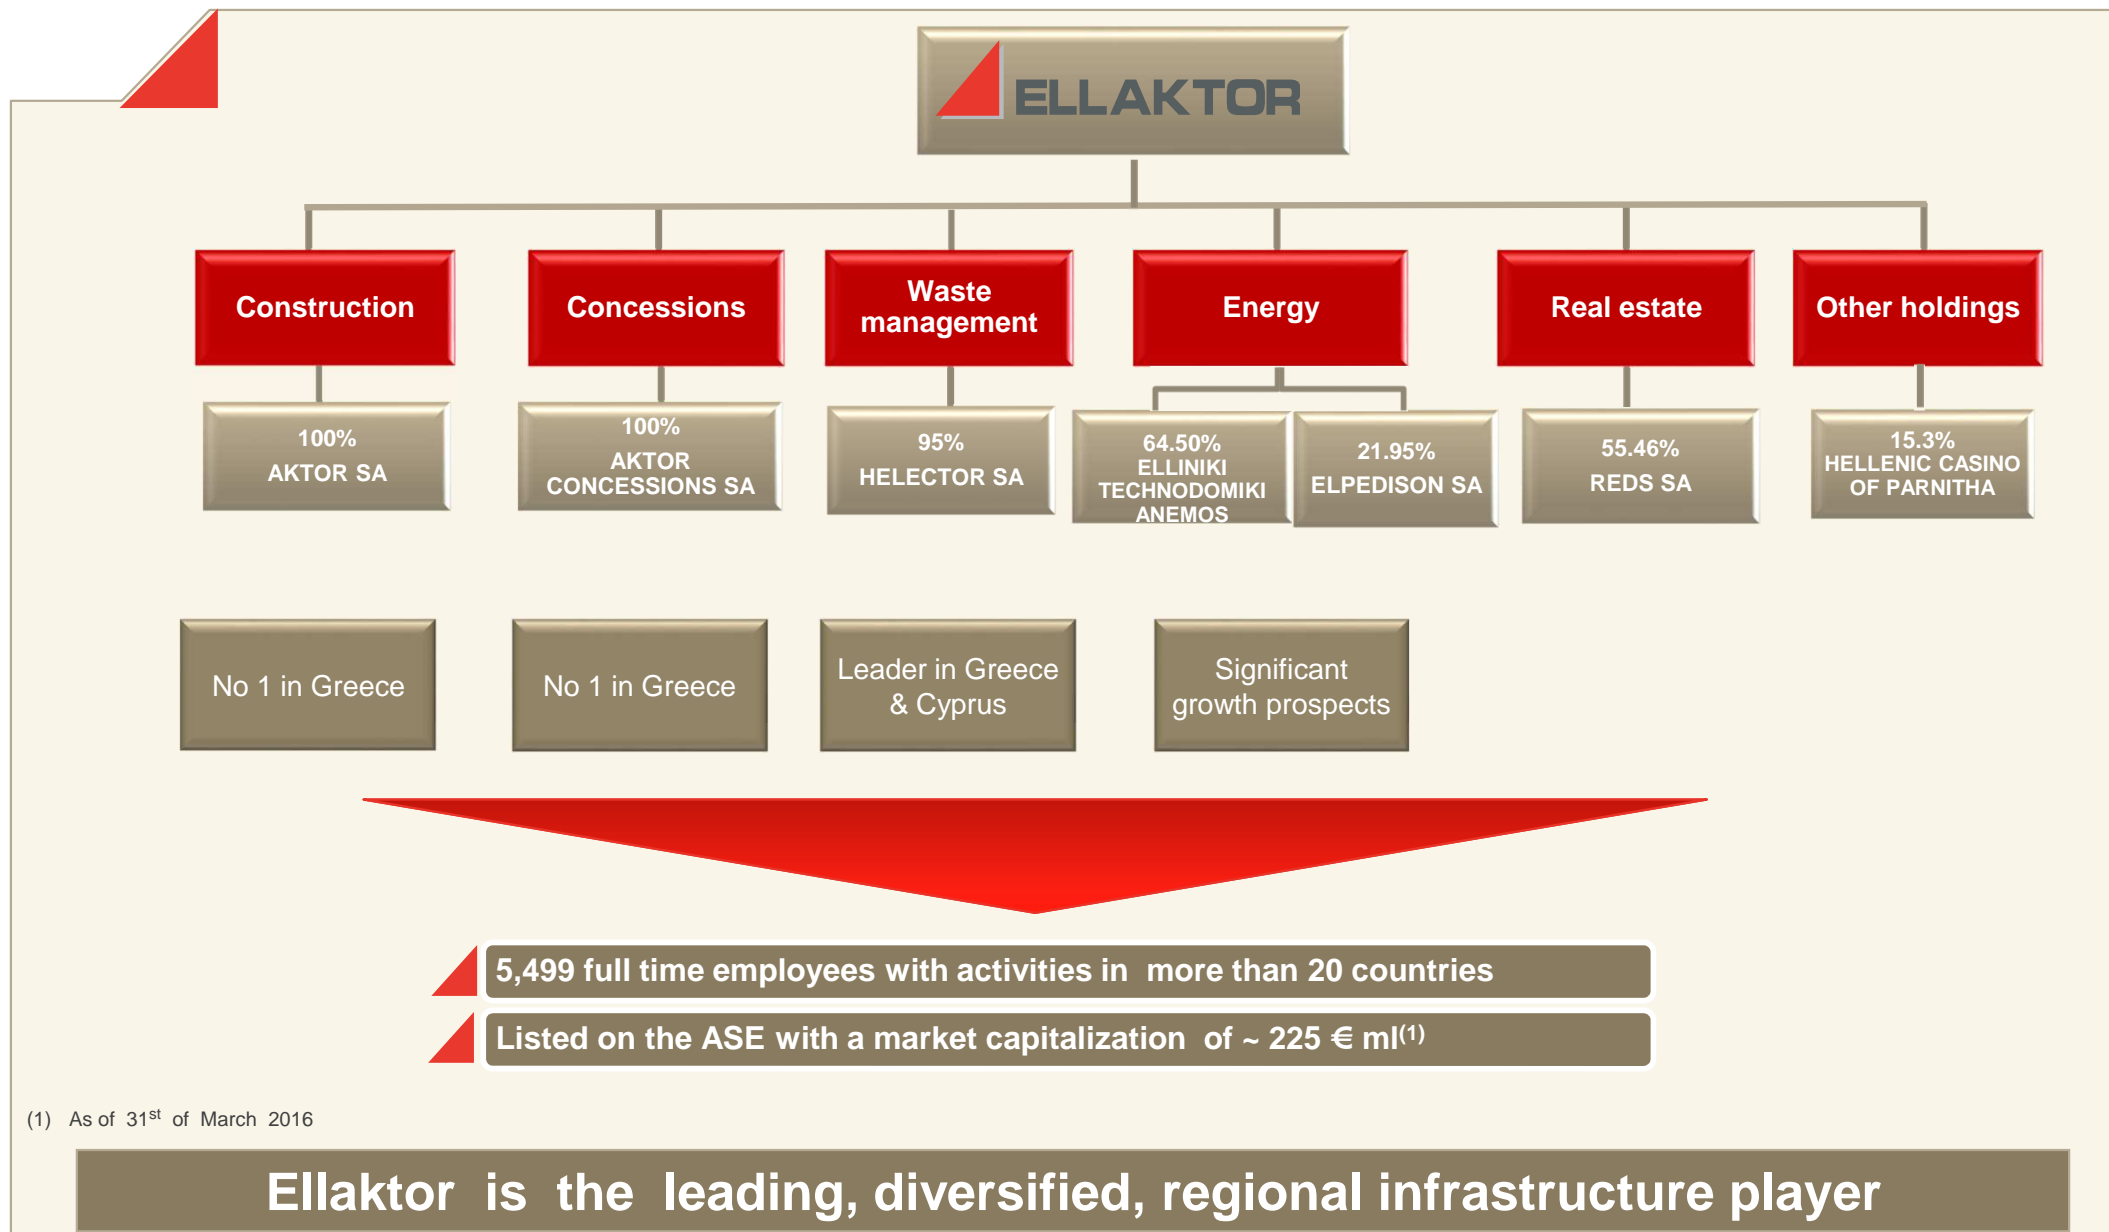 ELLAKTOR
Construction
Concessions
Waste
management
Energy
Real estate
Other holdings
100%
AKTOR SA
100%
AKTOR
CONCESSIONS SA
95%
HELECTOR SA
64.50%
ELLINIKI
TECHNODOMIKI
ANEMOS
21.95%
ELPEDISON SA
55.46%
REDS SA
15.3%
HELLENIC CASINO
OF PARNITHA
No 1 in Greece
No 1 in Greece
Leader in Greece
& Cyprus
Significant
growth prospects
5,499 full time employees with activities in more than 20 countries
Listed on the ASE with a market capitalization of ~ 225 € ml(1)
(1) As of 31st of March 2016
Ellaktor is the leading, diversified, regional infrastructure player